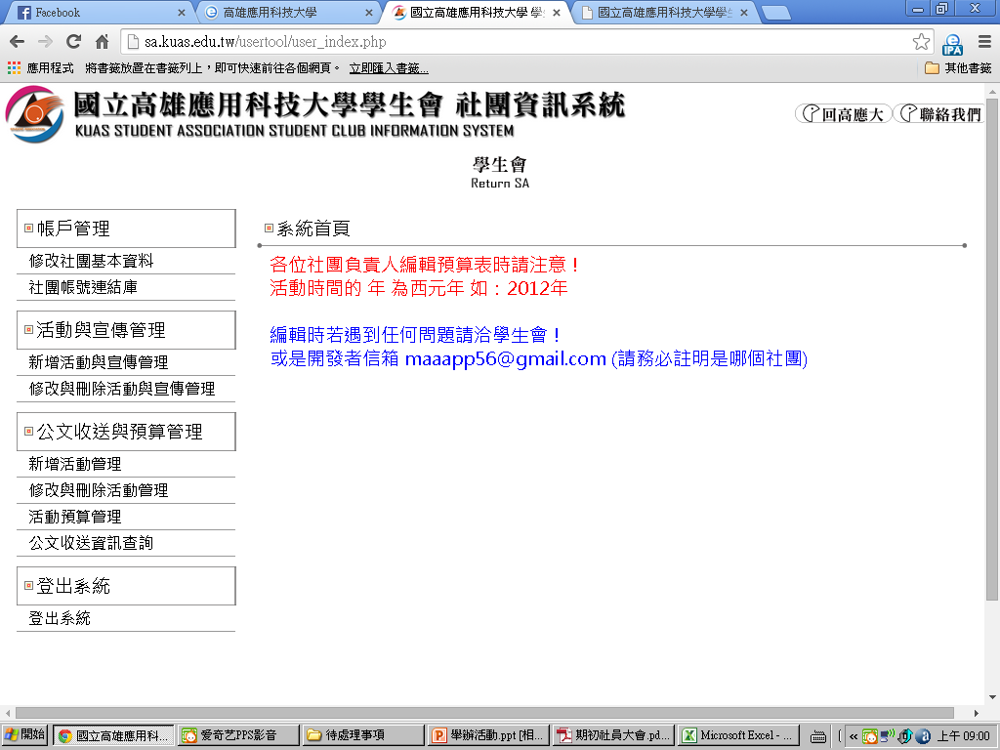 Facebook
高雄應用科技大學
國立高雄應用科技大學 學
國立高雄應用科技大學學生
sa.kuas.edu.tw/usertool/user_index.php
IPA
應用程式 將書籤放置在書籤列上，即可快速前往各個網頁。 立即匯入書籤...
其他書籤
國立高雄應用科技大學學生會 社團資訊系統
KUAS STUDENT ASSOCIATION STUDENT CLUB INFORMATION SYSTEM
回高應大
聯絡我們
學生會
Return SA
帳戶管理
修改社團基本資料
社團帳號連結庫
活動與宣傳管理
新增活動與宣傳管理
修改與刪除活動與宣傳管理
公文收送與預算管理
新增活動管理
修改與刪除活動管理
活動預算管理
公文收送資訊查詢
登出系統
登出系統
系統首頁
各位社團負責人編輯預算表時請注意！
活動時間的 年 為西元年 如：2012年
編輯時若遇到任何問題請洽學生會！
或是開發者信箱 maaapp56@gmail.com (請務必註明是哪個社團)
開始
國立高雄應用科...
爱奇艺PPS影音
待處理事項
舉辦活動.ppt [相...
期初社員大會.pd...
Microsoft Excel - ...
上午 09:00